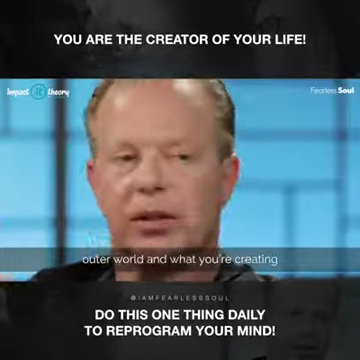 YOU ARE THE CREATOR OF YOUR LIFE!
Impact theory
Fearless Soul
outer world and what you're creating
@IAMFEARLESSSOUL
DO THIS ONE THING DAILY
TO REPROGRAM YOUR MIND!